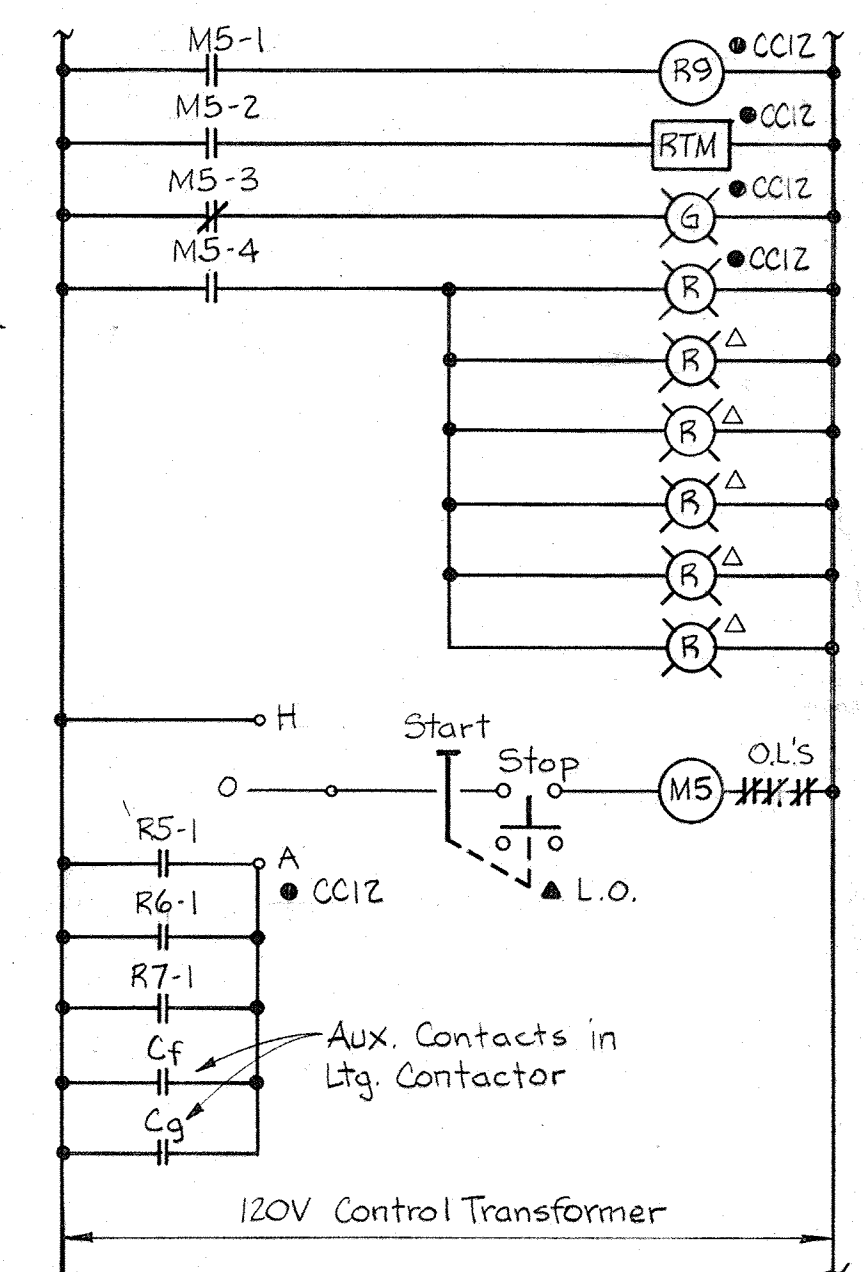 M5-1
CC12
R9
M5-2
CC12
RTM
M5-3
CC12
G
M5-4
CC12
R
R
R
R
R
R
H
Start
O
Stop
M5
O.L.'S
R5-1
A
CC12
L.O.
R6-1
R7-1
Cf
Aux. Contacts in
Ltg. Contactor
Cg
120V Control Transformer